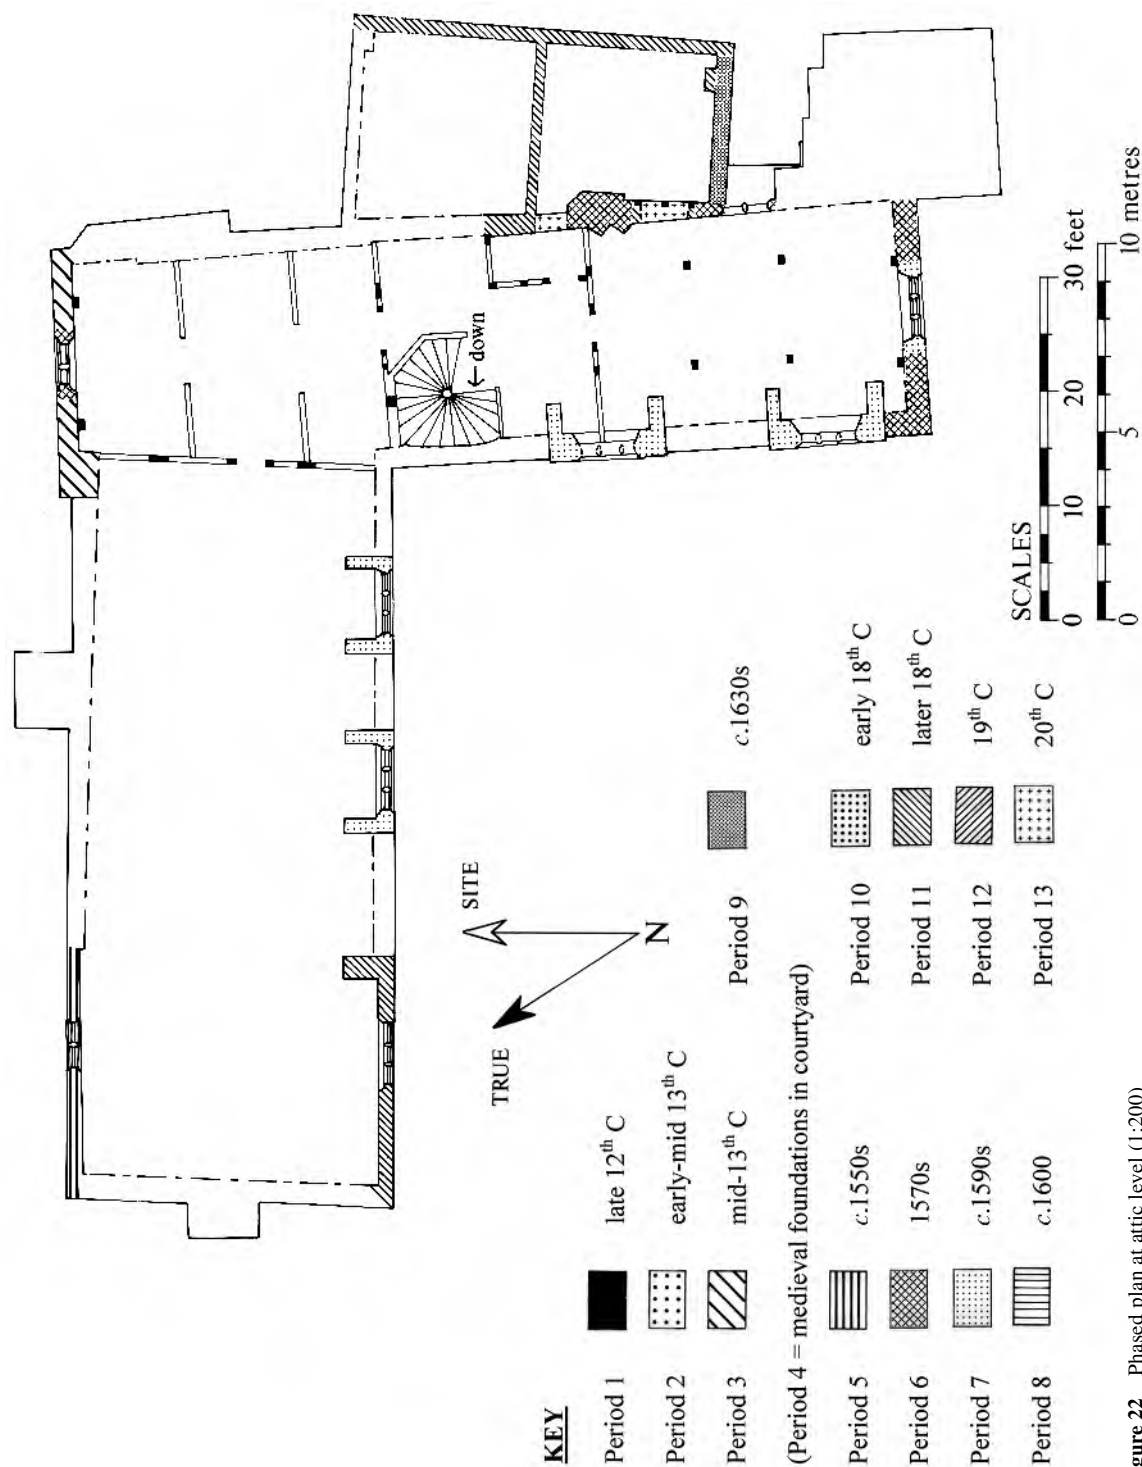 down
SITE
TRUE
N
KEY
Period 1 late 12th C
Period 2 early-mid 13th C
Period 3 mid-13th C
(Period 4 = medieval foundations in courtyard)
Period 5 c.1550s
Period 6 1570s
Period 7 c.1590s
Period 8 c.1600
Period 9 c.1630s
Period 10 early 18th C
Period 11 later 18th C
Period 12 19th C
Period 13 20th C
SCALES
0 10 20 30 feet
0 5 10 metres
gure 22 Phased plan at attic level (1:200)